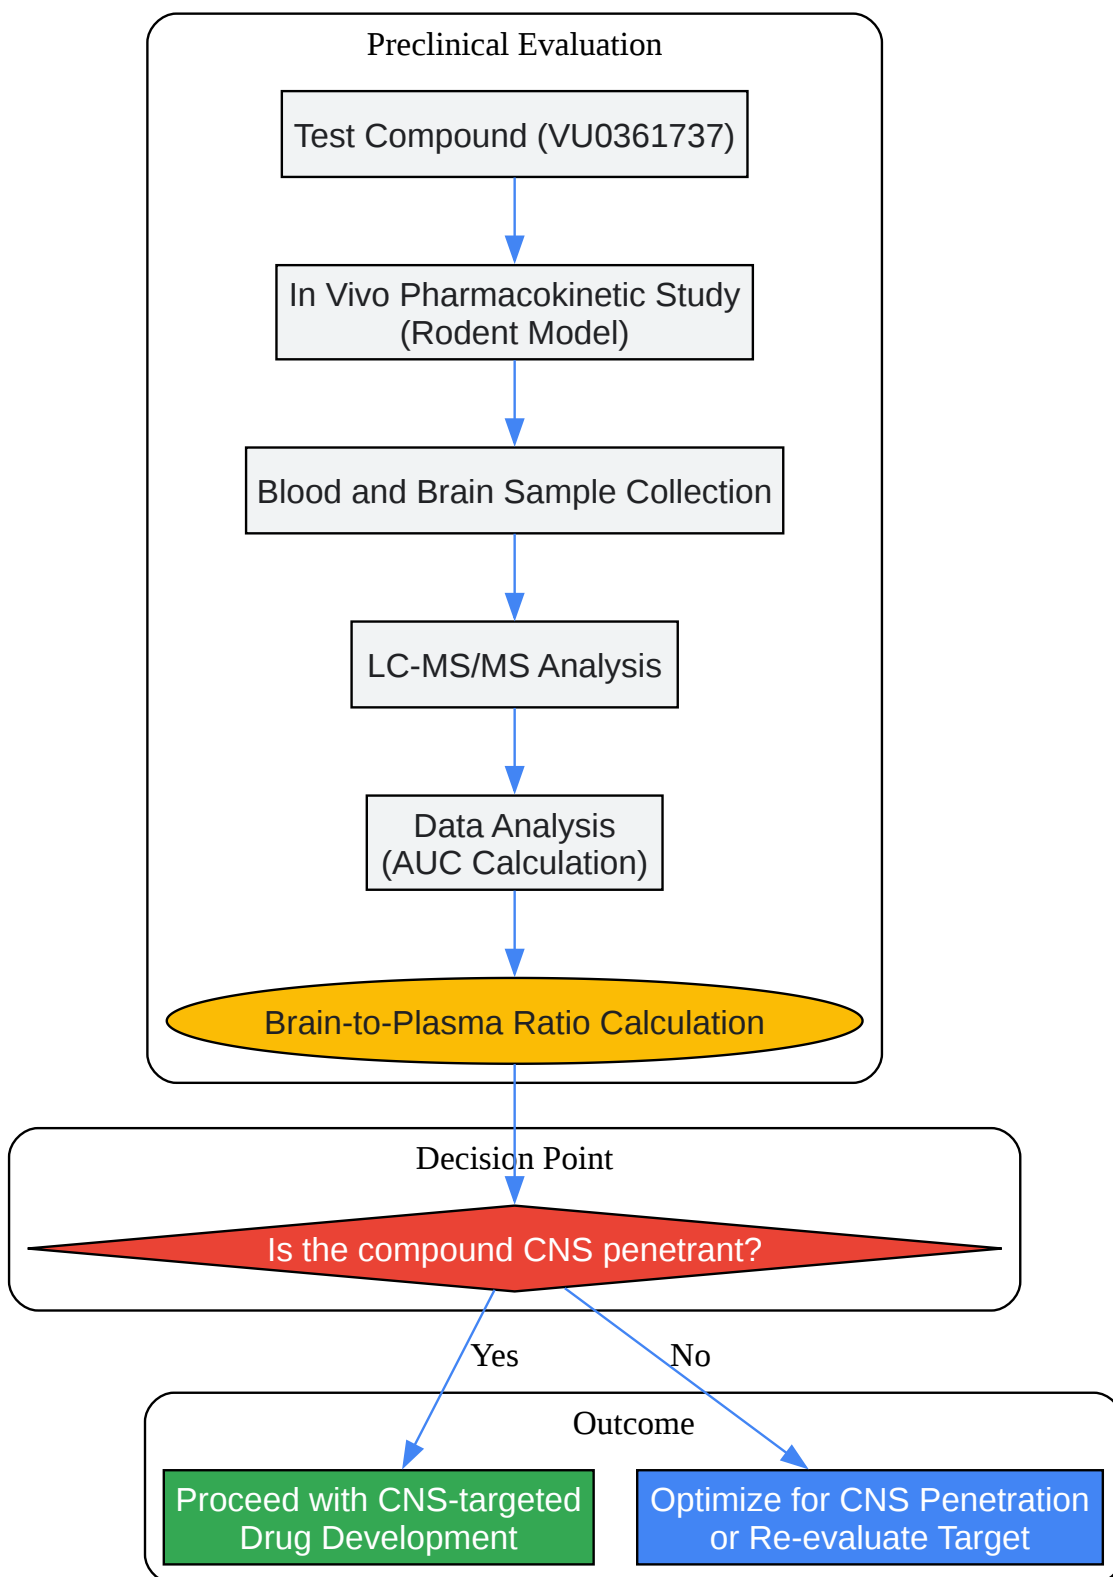 Preclinical Evaluation
Test Compound (VU0361737)
In Vivo Pharmacokinetic Study
(Rodent Model)
Blood and Brain Sample Collection
LC-MS/MS Analysis
Data Analysis
(AUC Calculation)
Brain-to-Plasma Ratio Calculation
Decision Point
Is the compound CNS penetrant?
Yes
No
Outcome
Proceed with CNS-targeted
Drug Development
Optimize for CNS Penetration
or Re-evaluate Target